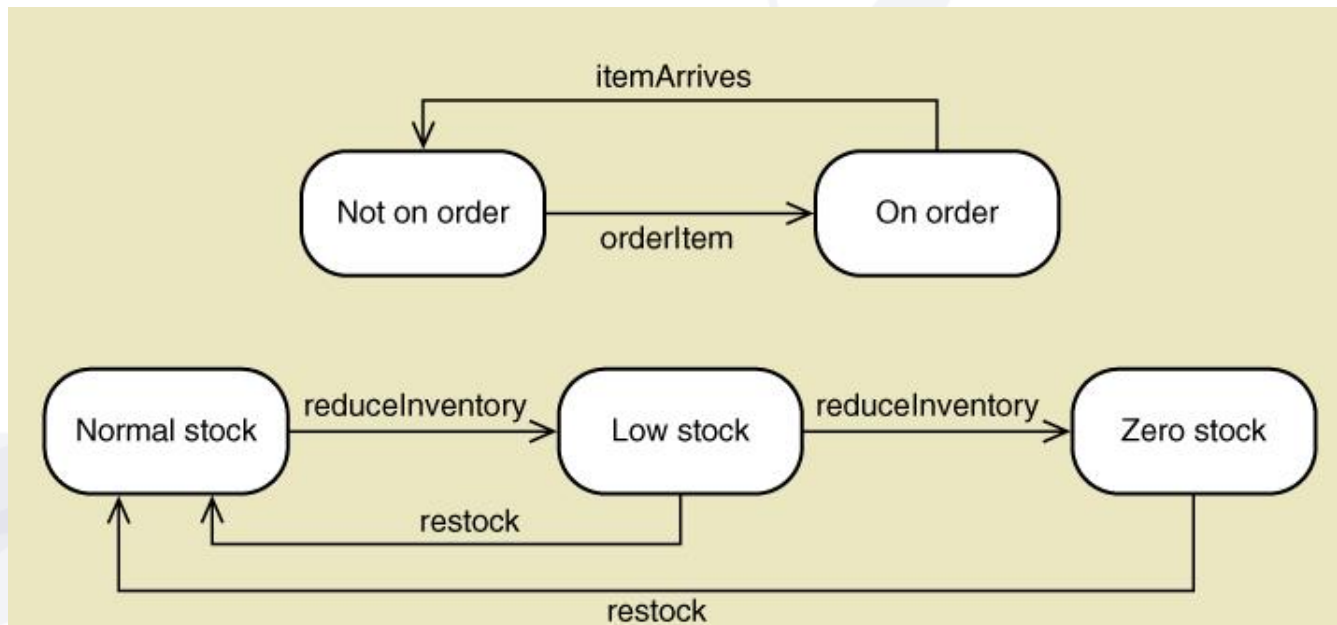 itemArrives
Not on order
On order
orderItem
Normal stock
reduceInventory
Low stock
reduceInventory
Zero stock
restock
restock